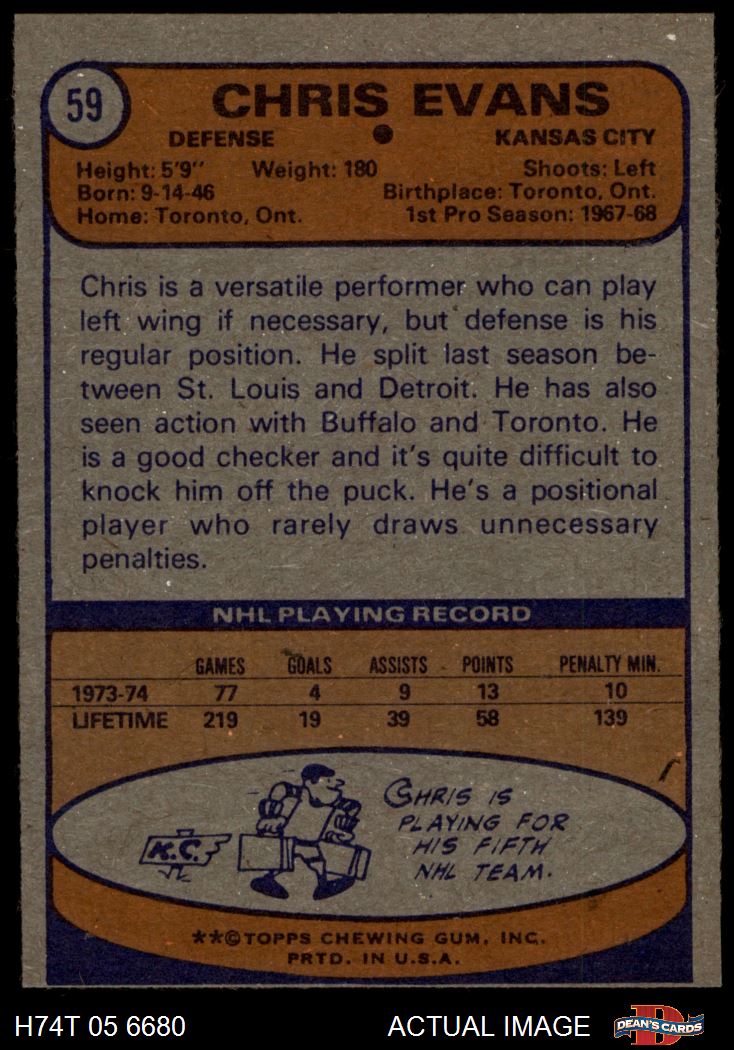 59
CHRIS EVANS
DEFENSE • KANSAS CITY
Height: 5'9" Weight: 180 Shoots: Left
Born: 9-14-46 Birthplace: Toronto, Ont.
Home: Toronto, Ont. 1st Pro Season: 1967-68
Chris is a versatile performer who can play
left wing if necessary, but defense is his
regular position. He split last season be-
tween St. Louis and Detroit. He has also
seen action with Buffalo and Toronto. He
is a good checker and it's quite difficult to
knock him off the puck. He's a positional
player who rarely draws unnecessary
penalties.
NHL PLAYING RECORD
GAMES GOALS ASSISTS POINTS PENALTY MIN.
1973-74 77 4 9 13 10
LIFETIME 219 19 39 58 139
K.C.
CHRIS IS
PLAYING FOR
HIS FIFTH
NHL TEAM.
**©TOPPS CHEWING GUM, INC.
PRTD. IN U.S.A.
H74T 05 6680 ACTUAL IMAGE D DEAN'S CARDS